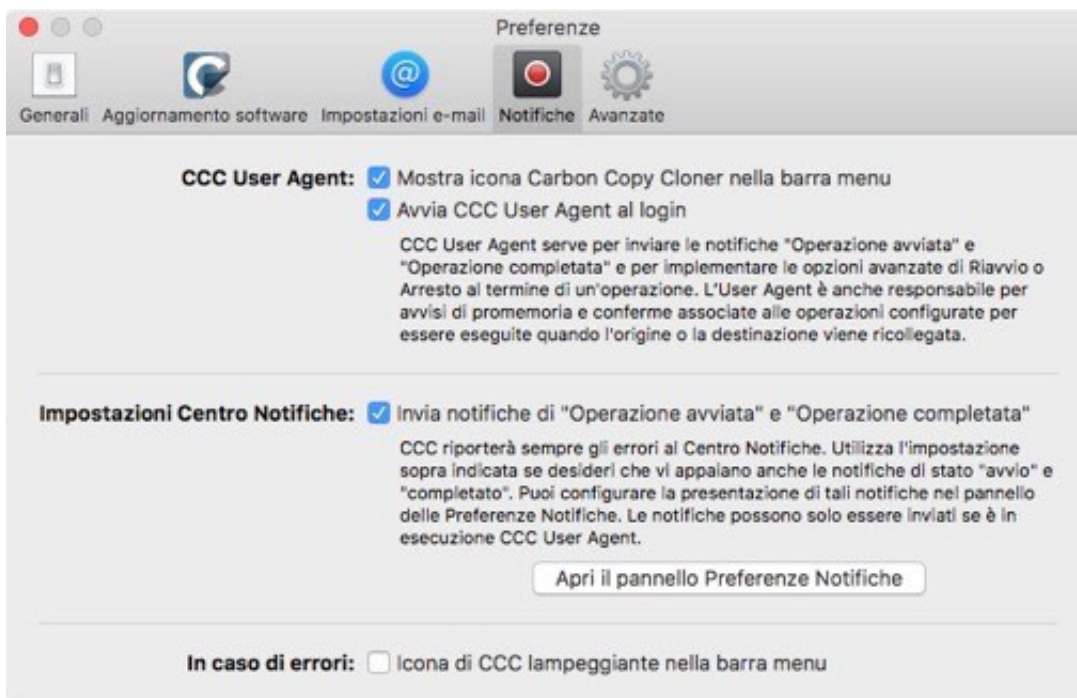 Preferenze
Generali Aggiornamento software Impostazioni e-mail Notifiche Avanzate
CCC User Agent: Mostra icona Carbon Copy Cloner nella barra menu
Avvia CCC User Agent al login
CCC User Agent serve per inviare le notifiche "Operazione avviata" e
"Operazione completata" e per implementare le opzioni avanzate di Riavvio o
Arresto al termine di un'operazione. L'User Agent è anche responsabile per
avvisi di promemoria e conferme associate alle operazioni configurate per
essere eseguite quando l'origine o la destinazione viene ricollegata.
Impostazioni Centro Notifiche: Invia notifiche di "Operazione avviata" e "Operazione completata"
CCC riporterà sempre gli errori al Centro Notifiche. Utilizza l'impostazione
sopra indicata se desideri che vi appaiano anche le notifiche di stato "avvio" e
"completato". Puoi configurare la presentazione di tali notifiche nel pannello
delle Preferenze Notifiche. Le notifiche possono solo essere inviati se è in
esecuzione CCC User Agent.
Apri il pannello Preferenze Notifiche
In caso di errori: Icona di CCC lampeggiante nella barra menu